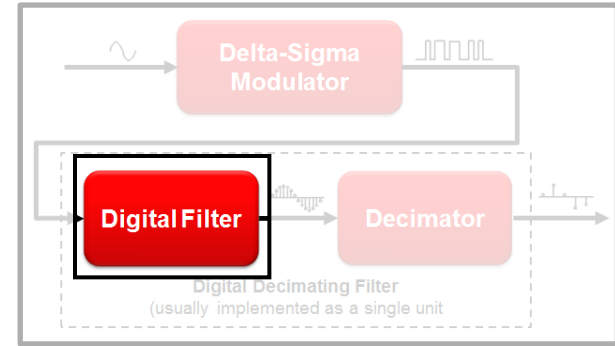 Delta-Sigma
Modulator
Digital Filter
Decimator
Digital Decimating Filter
(usually implemented as a single unit